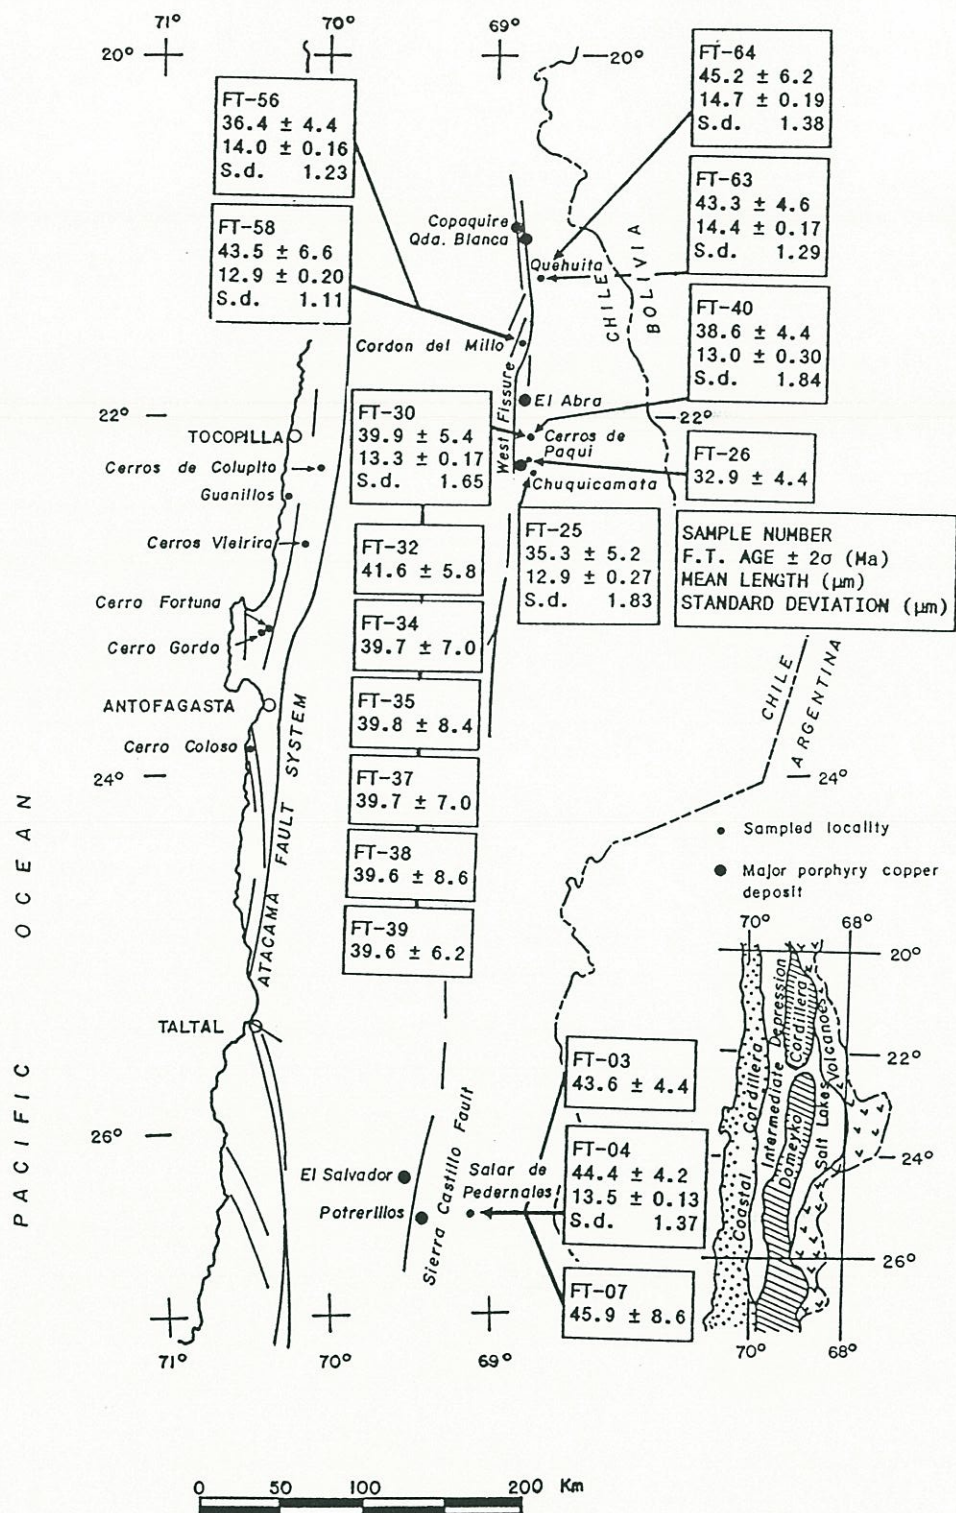 71°
70°
69°
20°
20°
FT-64
45.2 ± 6.2
14.7 ± 0.19
S.d. 1.38
FT-56
36.4 ± 4.4
14.0 ± 0.16
S.d. 1.23
FT-63
43.3 ± 4.6
14.4 ± 0.17
S.d. 1.29
FT-58
43.5 ± 6.6
12.9 ± 0.20
S.d. 1.11
Copaquire
Qda. Blanca
Quehuita
CHILE
BOLIVIA
FT-40
38.6 ± 4.4
13.0 ± 0.30
S.d. 1.84
Cordon del Millo
West Fissure
El Abra
22°
22°
FT-30
39.9 ± 5.4
13.3 ± 0.17
S.d. 1.65
TOCOPILLA
Cerros de
Paqui
FT-26
32.9 ± 4.4
Cerros de Colupito
Chuquicamata
Guanillos
FT-25
35.3 ± 5.2
12.9 ± 0.27
S.d. 1.83
SAMPLE NUMBER
F.T. AGE ± 2σ (Ma)
MEAN LENGTH (µm)
STANDARD DEVIATION (µm)
Cerros Vieirira
FT-32
41.6 ± 5.8
Cerro Fortuna
Cerro Gordo
FT-34
39.7 ± 7.0
CHILE
ARGENTINA
ANTOFAGASTA
FT-35
39.8 ± 8.4
Cerro Coloso
24°
24°
ATACAMA FAULT SYSTEM
FT-37
39.7 ± 7.0
PACIFIC OCEAN
Sampled locality
Major porphyry copper
deposit
FT-38
39.6 ± 8.6
FT-39
39.6 ± 6.2
70°
68°
20°
22°
24°
26°
70°
68°
Coastal Cordillera
Intermediate Depression
Domeyko Cordillera
Salt Lakes
Volcanoes
TALTAL
FT-03
43.6 ± 4.4
26°
FT-04
44.4 ± 4.2
13.5 ± 0.13
S.d. 1.37
El Salvador
Potrerillos
Sierra Castillo Fault
Salar de
Pedernales
FT-07
45.9 ± 8.6
71°
70°
69°
0 50 100 200 Km